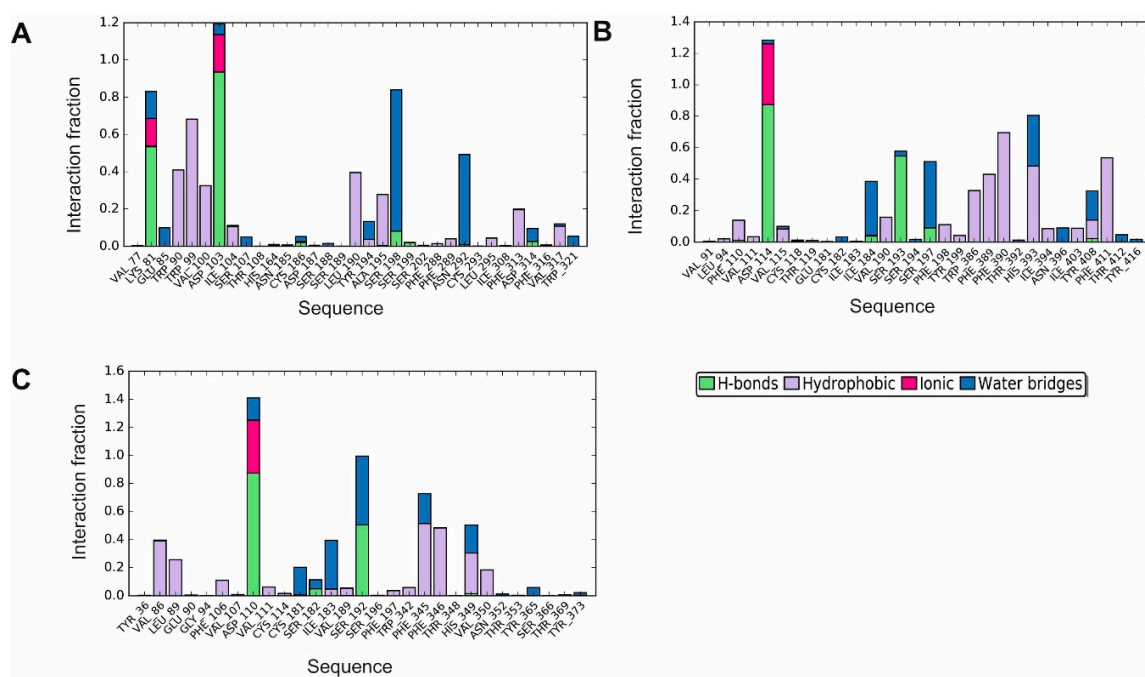 A
Interaction fraction
1.2
1.0
0.8
0.6
0.4
0.2
0.0
VAL_77
LYS_81
GLU_85
TRP_90
TRP_99
VAL_100
ASP_103
ILE_104
SER_107
THR_108
HIS_164
ASN_185
CYS_186
ASP_187
SER_188
SER_189
LEU_190
TYR_194
ALA_195
SER_198
SER_199
SER_202
PHE_288
PHE_289
ASN_292
CYS_293
LEU_295
ILE_308
PHE_313
ASP_314
PHE_316
VAL_317
TRP_321
Sequence
B
Interaction fraction
1.4
1.2
1.0
0.8
0.6
0.4
0.2
0.0
VAL_91
LEU_94
PHE_110
VAL_111
ASP_114
VAL_115
CYS_118
THR_119
GLU_181
CYS_182
ILE_183
ILE_184
VAL_190
SER_193
SER_194
SER_197
PHE_198
TYR_199
TRP_386
PHE_389
PHE_390
THR_392
HIS_393
ILE_394
ASN_396
ILE_403
TYR_408
PHE_411
THR_412
TYR_416
Sequence
C
Interaction fraction
1.6
1.4
1.2
1.0
0.8
0.6
0.4
0.2
0.0
TYR_36
VAL_86
LEU_89
GLU_90
GLY_94
PHE_106
VAL_107
ASP_110
VAL_111
CYS_114
CYS_181
SER_182
ILE_183
VAL_189
SER_192
SER_196
PHE_197
TRP_342
PHE_345
PHE_346
THR_348
HIS_349
VAL_350
ASN_352
THR_353
TYR_365
SER_366
THR_369
TYR_373
Sequence
H-bonds Hydrophobic Ionic Water bridges